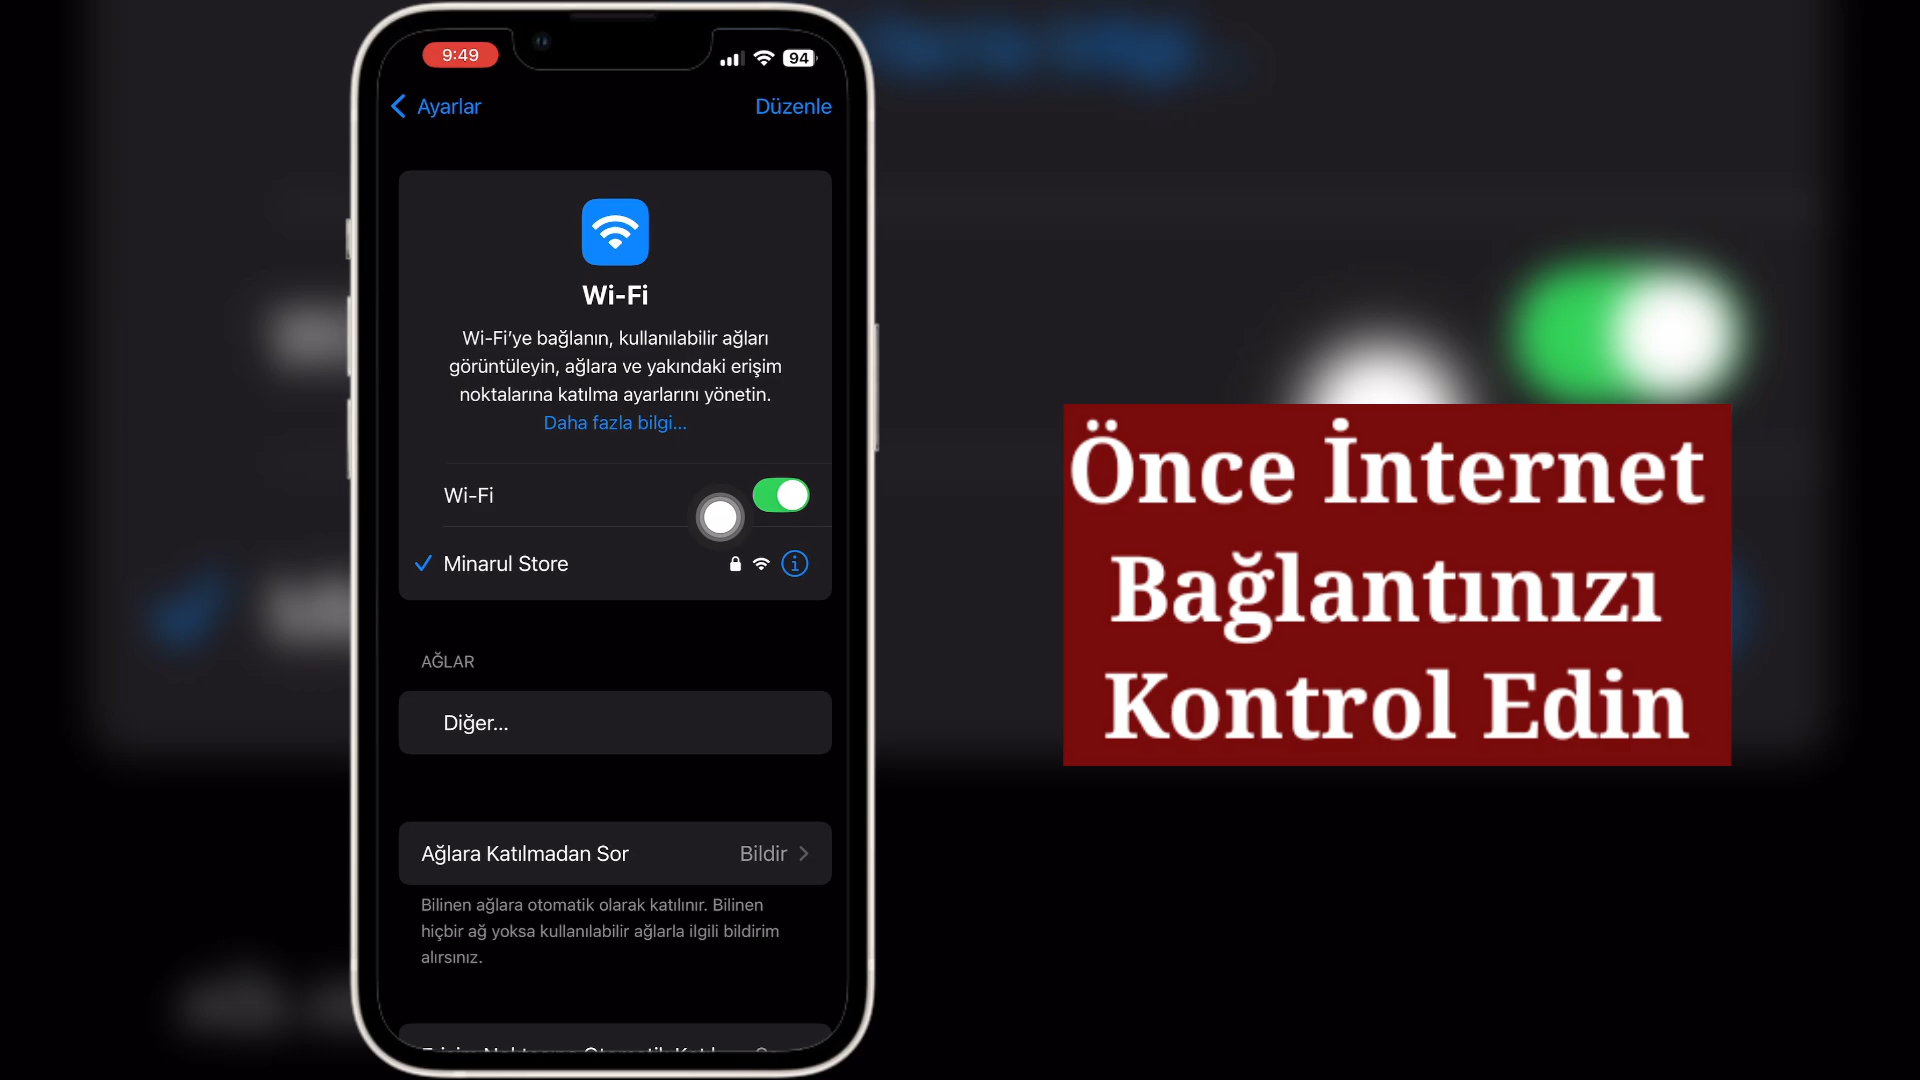 9:49
94
Ayarlar
Düzenle
Wi-Fi
Wi-Fi’ye bağlanın, kullanılabilir ağları
görüntüleyin, ağlara ve yakındaki erişim
noktalarına katılma ayarlarını yönetin.
Daha fazla bilgi...
Wi-Fi
Minarul Store
AĞLAR
Diğer...
Ağlara Katılmadan Sor
Bildir
Bilinen ağlara otomatik olarak katılınır. Bilinen
hiçbir ağ yoksa kullanılabilir ağlarla ilgili bildirim
alırsınız.
Önce İnternet
Bağlantınızı
Kontrol Edin